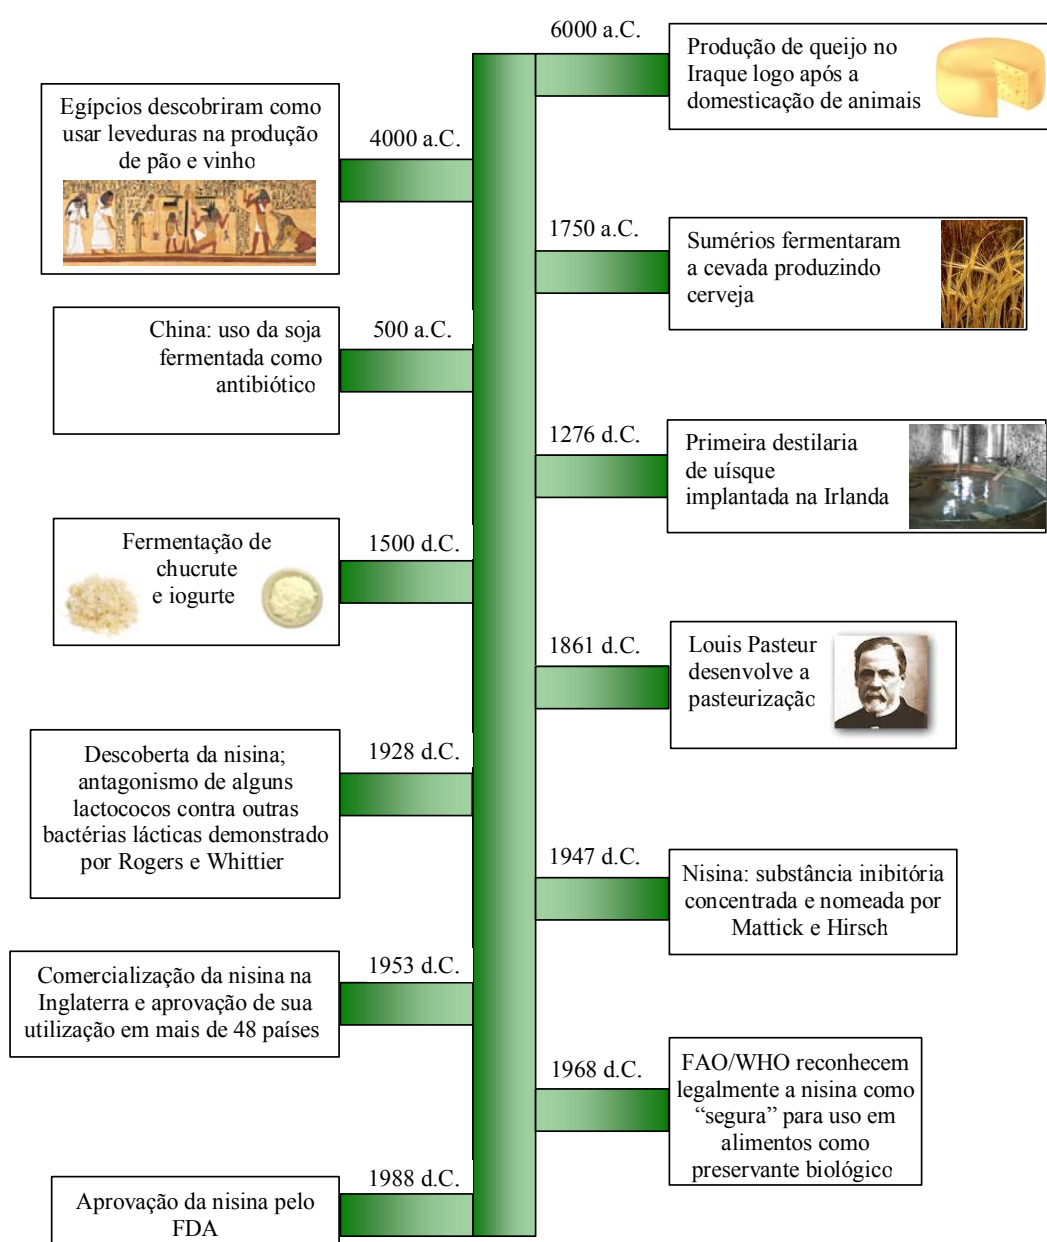 6000 a.C.
Produção de queijo no
Iraque logo após a
domesticação de animais
4000 a.C.
Egípcios descobriram como
usar leveduras na produção
de pão e vinho
1750 a.C.
Sumérios fermentaram
a cevada produzindo
cerveja
500 a.C.
China: uso da soja
fermentada como
antibiótico
1276 d.C.
Primeira destilaria
de uísque
implantada na Irlanda
1500 d.C.
Fermentação de
chucrute
e iogurte
1861 d.C.
Louis Pasteur
desenvolve a
pasteurização
1928 d.C.
Descoberta da nisina;
antagonismo de alguns
lactococos contra outras
bactérias lácticas demonstrado
por Rogers e Whittier
1947 d.C.
Nisina: substância inibitória
concentrada e nomeada por
Mattick e Hirsch
1953 d.C.
Comercialização da nisina na
Inglaterra e aprovação de sua
utilização em mais de 48 países
1968 d.C.
FAO/WHO reconhecem
legalmente a nisina como
“segura” para uso em
alimentos como
preservante biológico
1988 d.C.
Aprovação da nisina pelo
FDA